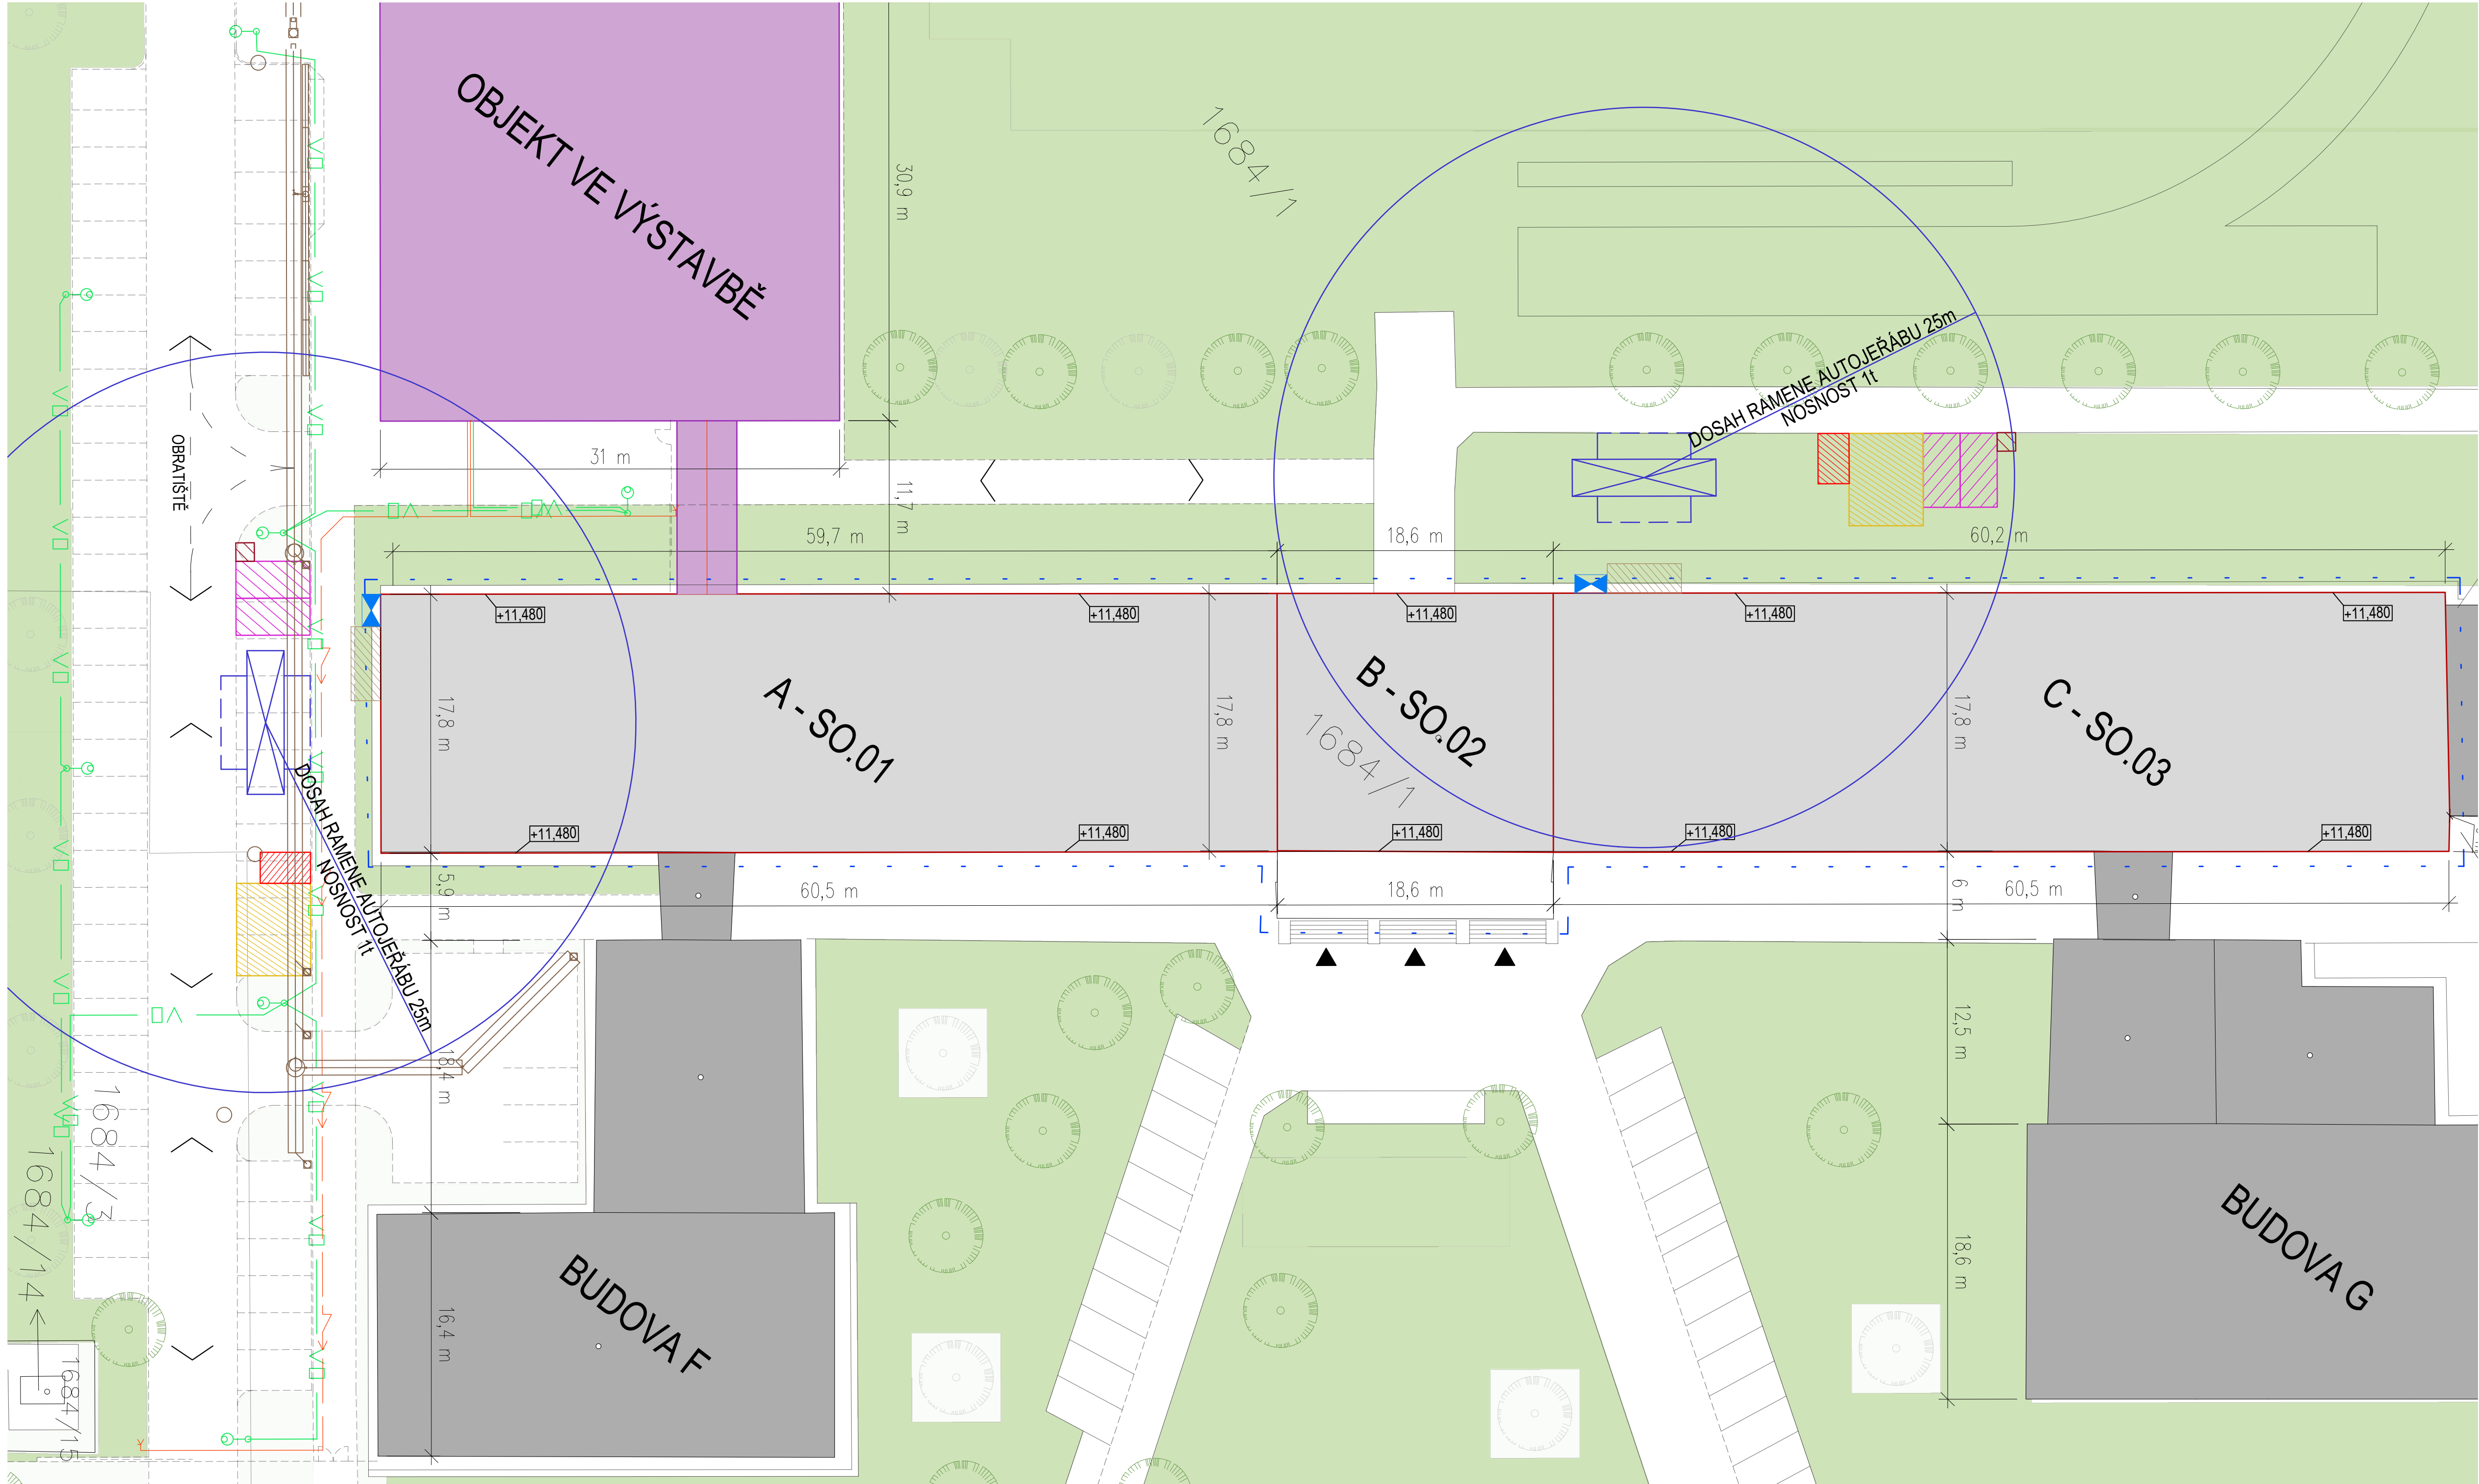 OBJEKT VE VÝSTAVBĚ
1684/1
30,9 m
DOSAH RAMENE AUTOJEŘÁBU 25m
NOSNOST 1t
OBRATIŠTĚ
31 m
11,7 m
59,7 m
18,6 m
60,2 m
+11,480
+11,480
+11,480
+11,480
+11,480
A - SO.01
B - SO.02
C - SO.03
17,8 m
17,8 m
17,8 m
1684/1
DOSAH RAMENE AUTOJEŘÁBU 25m
NOSNOST 1t
+11,480
+11,480
+11,480
+11,480
+11,480
5,9 m
60,5 m
18,6 m
60,5 m
6 m
12,5 m
18,4 m
1684/3
1684/14
18,6 m
BUDOVA F
BUDOVA G
16,4 m
1684/15